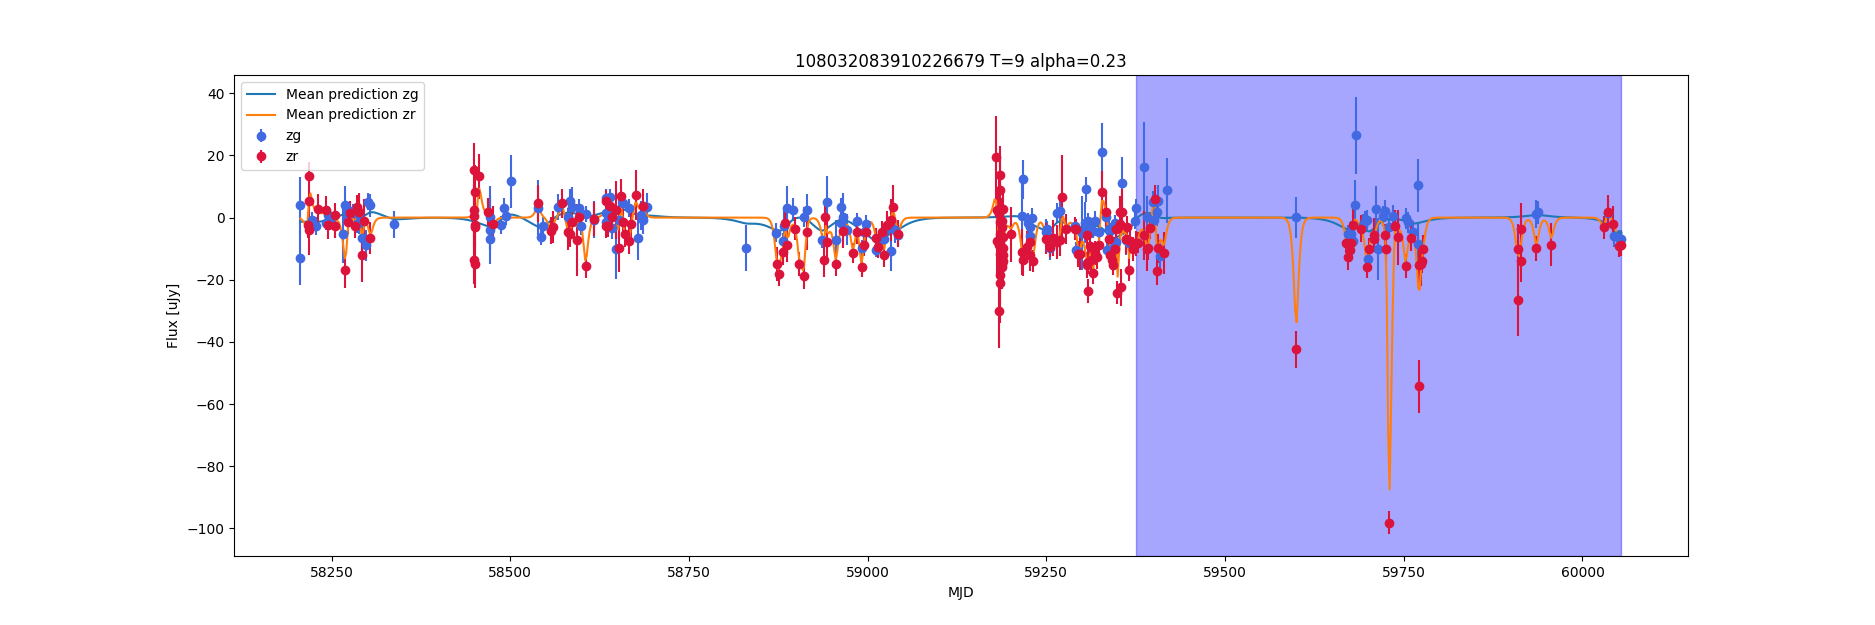 108032083910226679 T=9 alpha=0.23
Mean prediction zg
Mean prediction zr
zg
zr
Flux [uJy]
40
20
0
−20
−40
−60
−80
−100
58250
58500
58750
59000
59250
59500
59750
60000
MJD